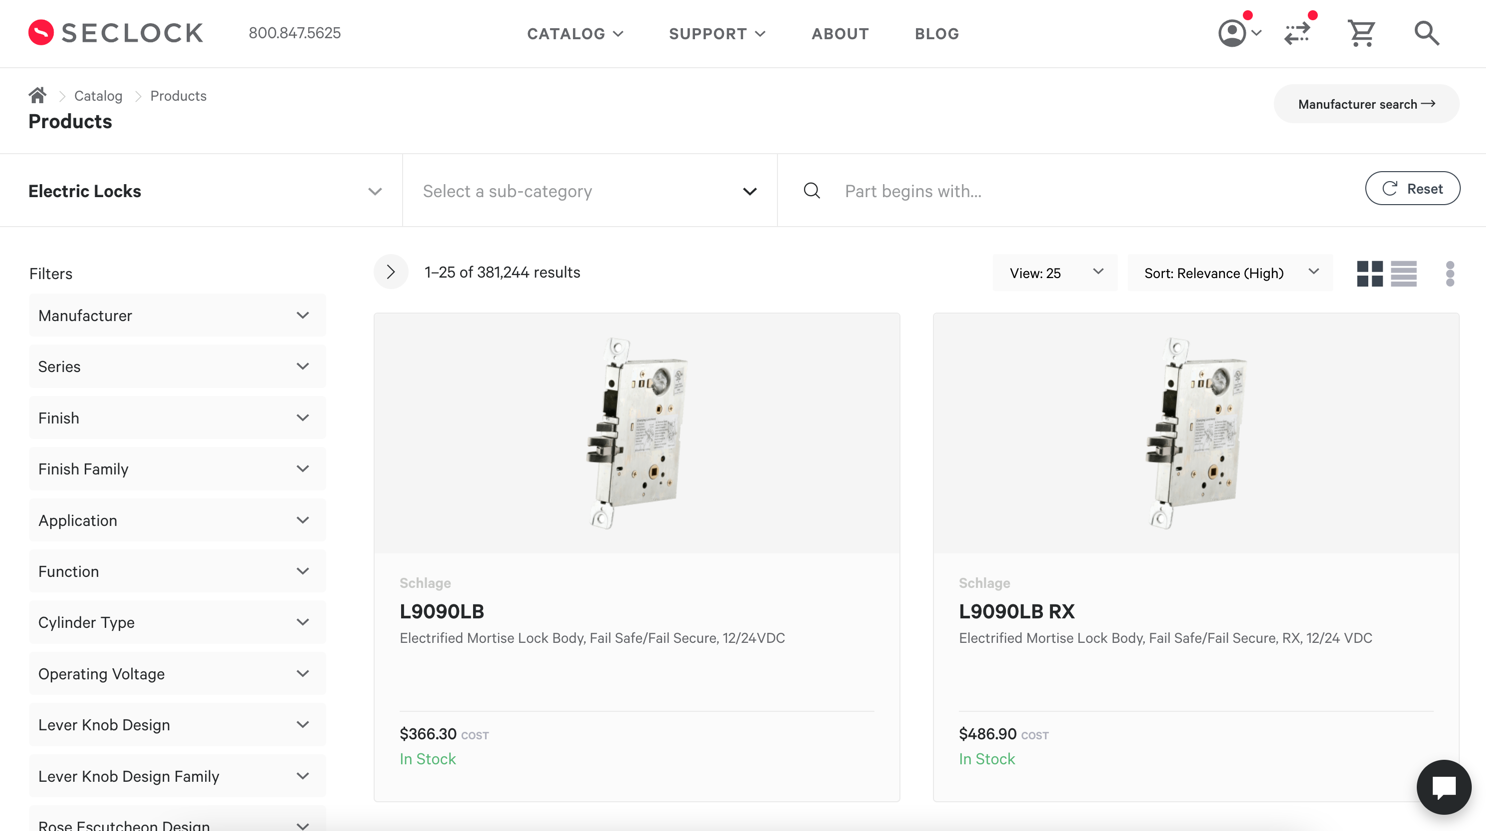 SECLOCK
800.847.5625
CATALOG
SUPPORT
ABOUT
BLOG
Catalog
Products
Products
Manufacturer search
Electric Locks
Select a sub-category
Part begins with...
Reset
Filters
1–25 of 381,244 results
View: 25
Sort: Relevance (High)
Manufacturer
Series
Finish
Finish Family
Application
Function
Cylinder Type
Operating Voltage
Lever Knob Design
Lever Knob Design Family
Rose Escutcheon Design
Schlage
L9090LB
Electrified Mortise Lock Body, Fail Safe/Fail Secure, 12/24VDC
$366.30 COST
In Stock
Schlage
L9090LB RX
Electrified Mortise Lock Body, Fail Safe/Fail Secure, RX, 12/24 VDC
$486.90 COST
In Stock